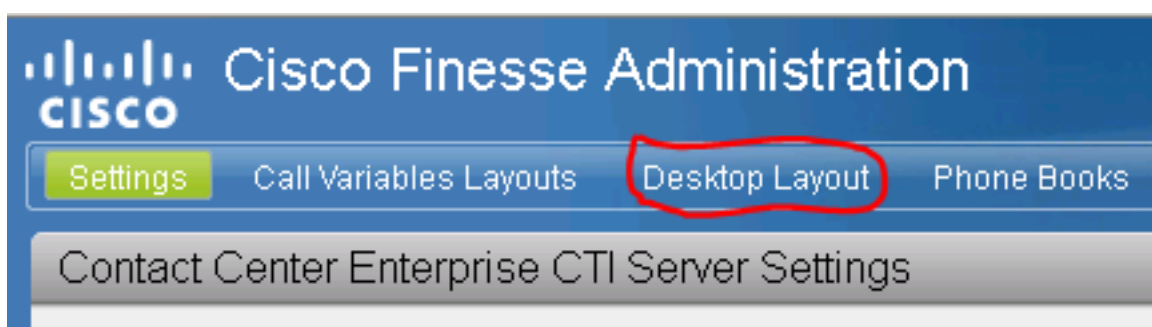 Cisco Finesse Administration
CISCO
Settings Call Variables Layouts Desktop Layout Phone Books
Contact Center Enterprise CTI Server Settings